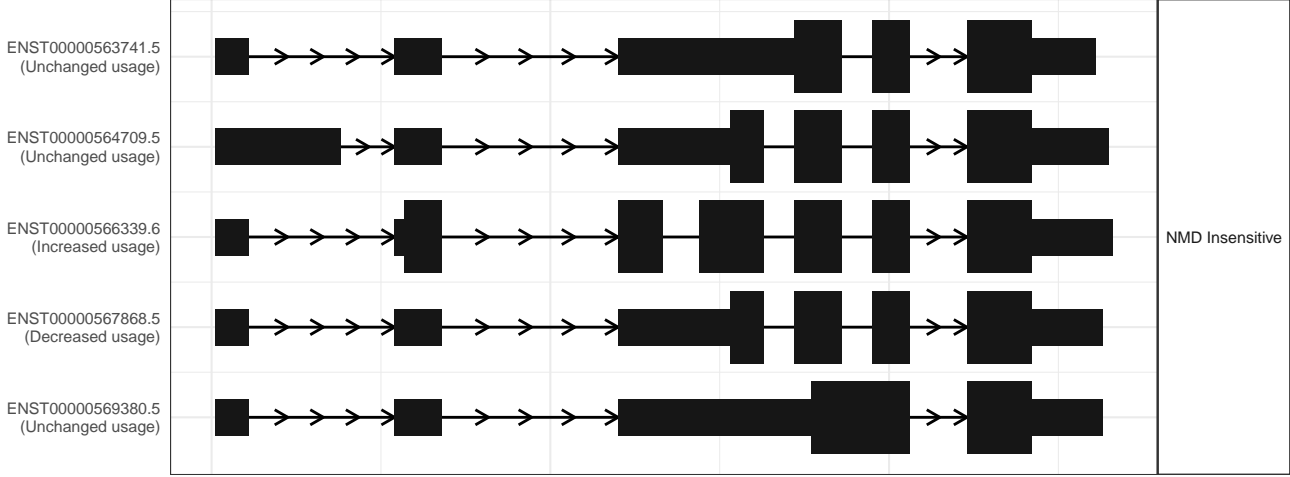 ENST00000563741.5
(Unchanged usage)
ENST00000564709.5
(Unchanged usage)
ENST00000566339.6
(Increased usage)
NMD Insensitive
ENST00000567868.5
(Decreased usage)
ENST00000569380.5
(Unchanged usage)